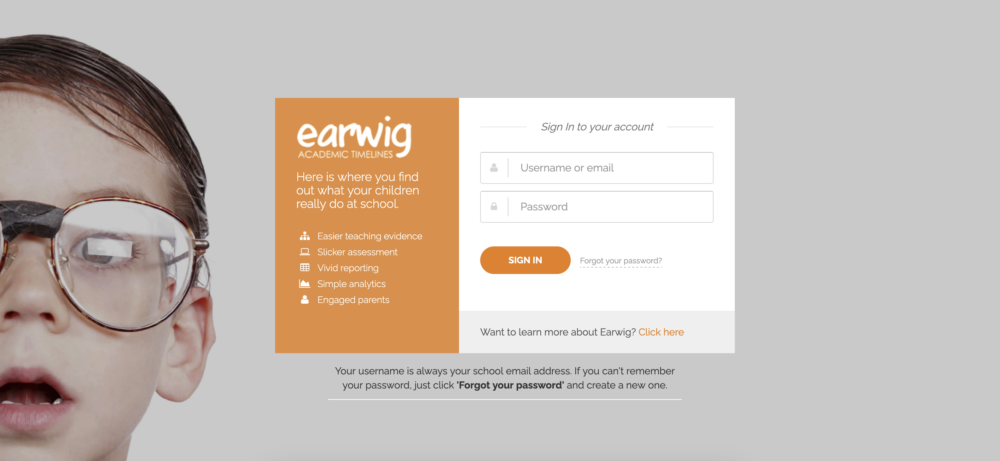 earwig
ACADEMIC TIMELINES
Here is where you find
out what your children
really do at school.
Easier teaching evidence
Slicker assessment
Vivid reporting
Simple analytics
Engaged parents
Sign In to your account
Username or email
Password
SIGN IN
Forgot your password?
Want to learn more about Earwig? Click here
Your username is always your school email address. If you can't remember
your password, just click 'Forgot your password' and create a new one.